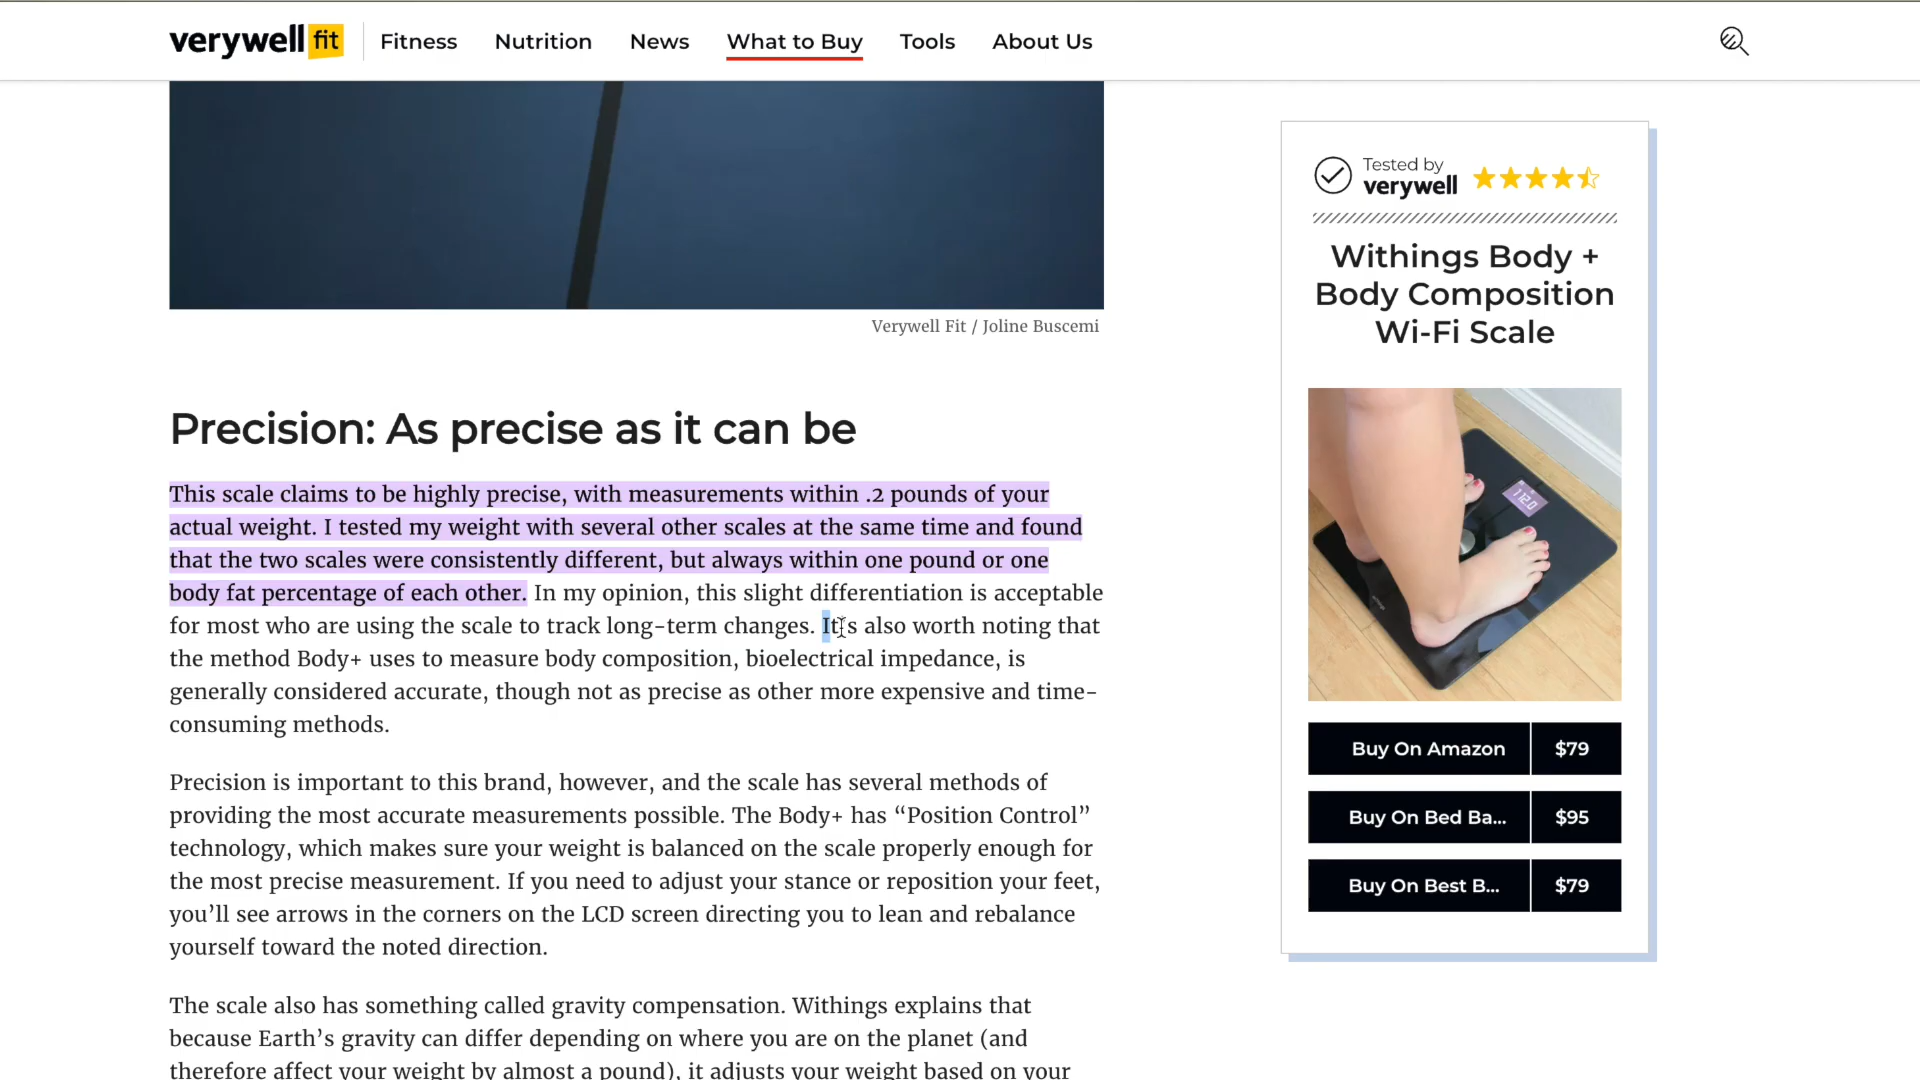 verywell fit
Fitness
Nutrition
News
What to Buy
Tools
About Us
Verywell Fit / Joline Buscemi
Precision: As precise as it can be
This scale claims to be highly precise, with measurements within .2 pounds of your
actual weight. I tested my weight with several other scales at the same time and found
that the two scales were consistently different, but always within one pound or one
body fat percentage of each other. In my opinion, this slight differentiation is acceptable
for most who are using the scale to track long-term changes. It's also worth noting that
the method Body+ uses to measure body composition, bioelectrical impedance, is
generally considered accurate, though not as precise as other more expensive and time-
consuming methods.
Precision is important to this brand, however, and the scale has several methods of
providing the most accurate measurements possible. The Body+ has “Position Control”
technology, which makes sure your weight is balanced on the scale properly enough for
the most precise measurement. If you need to adjust your stance or reposition your feet,
you’ll see arrows in the corners on the LCD screen directing you to lean and rebalance
yourself toward the noted direction.
The scale also has something called gravity compensation. Withings explains that
because Earth’s gravity can differ depending on where you are on the planet (and
therefore affect your weight by almost a pound), it adjusts your weight based on your
Tested by
verywell
Withings Body +
Body Composition
Wi-Fi Scale
Buy On Amazon $79
Buy On Bed Ba... $95
Buy On Best B... $79